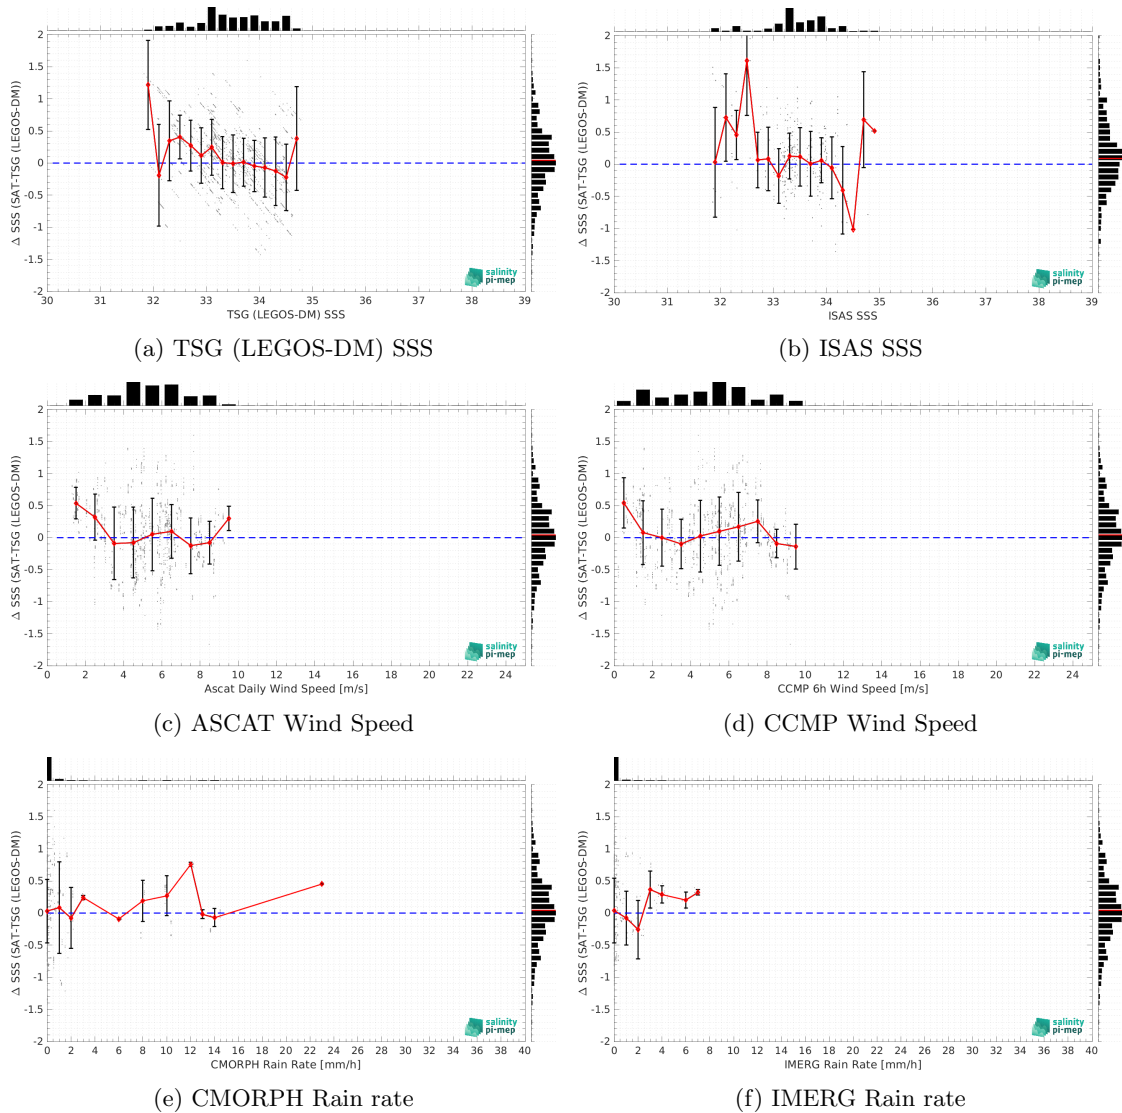 Δ SSS (SAT-TSG (LEGOS-DM))
2
1.5
1
0.5
0
-0.5
-1
-1.5
-2
30 31 32 33 34 35 36 37 38 39
TSG (LEGOS-DM) SSS
salinity
pi-mep
(a) TSG (LEGOS-DM) SSS
Δ SSS (SAT-TSG (LEGOS-DM))
2
1.5
1
0.5
0
-0.5
-1
-1.5
-2
30 31 32 33 34 35 36 37 38 39
ISAS SSS
salinity
pi-mep
(b) ISAS SSS
Δ SSS (SAT-TSG (LEGOS-DM))
2
1.5
1
0.5
0
-0.5
-1
-1.5
-2
0 2 4 6 8 10 12 14 16 18 20 22 24
Ascat Daily Wind Speed [m/s]
salinity
pi-mep
(c) ASCAT Wind Speed
Δ SSS (SAT-TSG (LEGOS-DM))
2
1.5
1
0.5
0
-0.5
-1
-1.5
-2
0 2 4 6 8 10 12 14 16 18 20 22 24
CCMP 6h Wind Speed [m/s]
salinity
pi-mep
(d) CCMP Wind Speed
Δ SSS (SAT-TSG (LEGOS-DM))
2
1.5
1
0.5
0
-0.5
-1
-1.5
-2
0 2 4 6 8 10 12 14 16 18 20 22 24 26 28 30 32 34 36 38 40
CMORPH Rain Rate [mm/h]
salinity
pi-mep
(e) CMORPH Rain rate
Δ SSS (SAT-TSG (LEGOS-DM))
2
1.5
1
0.5
0
-0.5
-1
-1.5
-2
0 2 4 6 8 10 12 14 16 18 20 22 24 26 28 30 32 34 36 38 40
IMERG Rain Rate [mm/h]
salinity
pi-mep
(f) IMERG Rain rate